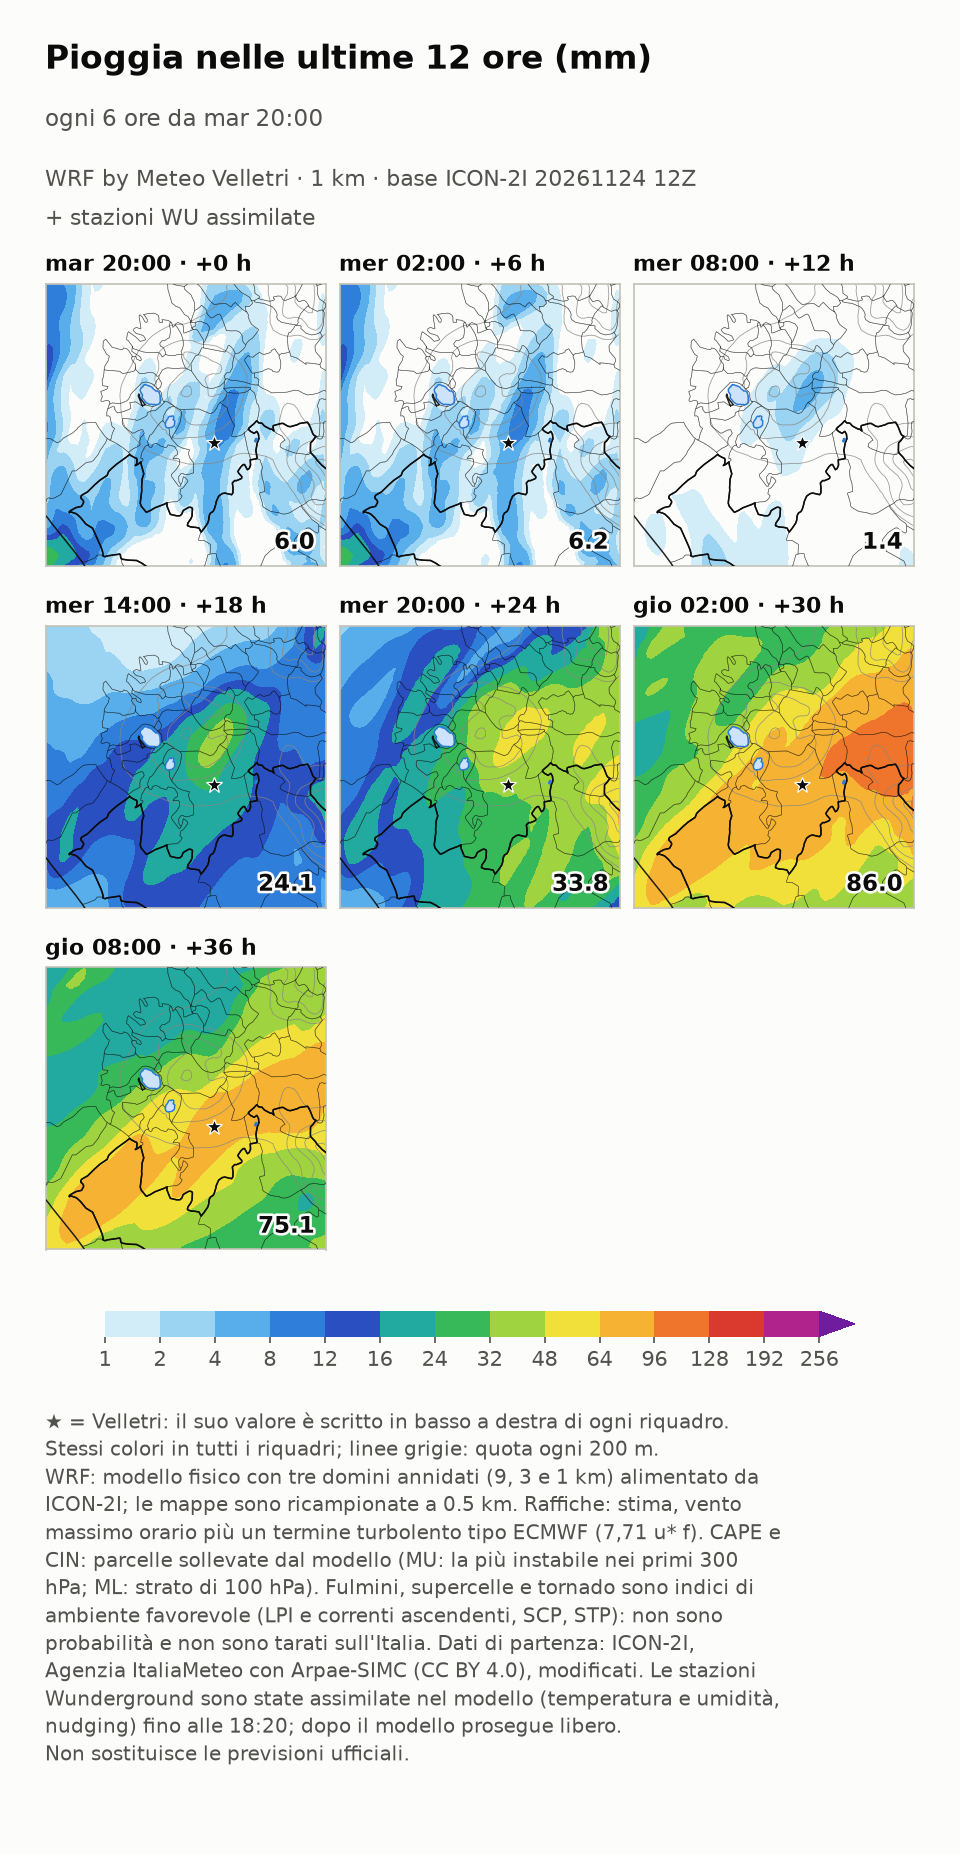 Pioggia nelle ultime 12 ore (mm)
ogni 6 ore da mar 20:00
WRF by Meteo Velletri · 1 km · base ICON-2I 20261124 12Z
+ stazioni WU assimilate
mar 20:00 · +0 h
mer 02:00 · +6 h
mer 08:00 · +12 h
6.0
6.2
1.4
mer 14:00 · +18 h
mer 20:00 · +24 h
gio 02:00 · +30 h
24.1
33.8
86.0
gio 08:00 · +36 h
75.1
1 2 4 8 12 16 24 32 48 64 96 128 192 256
★ = Velletri: il suo valore è scritto in basso a destra di ogni riquadro.
Stessi colori in tutti i riquadri; linee grigie: quota ogni 200 m.
WRF: modello fisico con tre domini annidati (9, 3 e 1 km) alimentato da
ICON-2I; le mappe sono ricampionate a 0.5 km. Raffiche: stima, vento
massimo orario più un termine turbolento tipo ECMWF (7,71 u* f). CAPE e
CIN: parcelle sollevate dal modello (MU: la più instabile nei primi 300
hPa; ML: strato di 100 hPa). Fulmini, supercelle e tornado sono indici di
ambiente favorevole (LPI e correnti ascendenti, SCP, STP): non sono
probabilità e non sono tarati sull'Italia. Dati di partenza: ICON-2I,
Agenzia ItaliaMeteo con Arpae-SIMC (CC BY 4.0), modificati. Le stazioni
Wunderground sono state assimilate nel modello (temperatura e umidità,
nudging) fino alle 18:20; dopo il modello prosegue libero.
Non sostituisce le previsioni ufficiali.